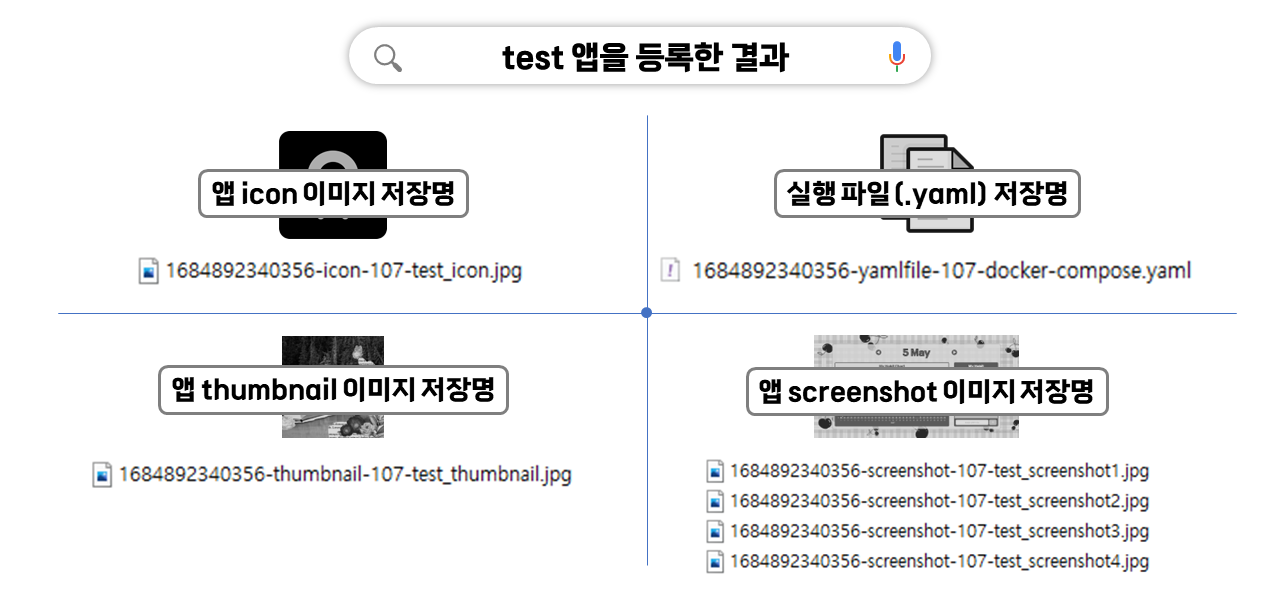 test 앱을 등록한 결과
앱 icon 이미지 저장명
1684892340356-icon-107-test_icon.jpg
실행 파일(.yaml) 저장명
1684892340356-yamlfile-107-docker-compose.yaml
앱 thumbnail 이미지 저장명
1684892340356-thumbnail-107-test_thumbnail.jpg
5 May
앱 screenshot 이미지 저장명
1684892340356-screenshot-107-test_screenshot1.jpg
1684892340356-screenshot-107-test_screenshot2.jpg
1684892340356-screenshot-107-test_screenshot3.jpg
1684892340356-screenshot-107-test_screenshot4.jpg